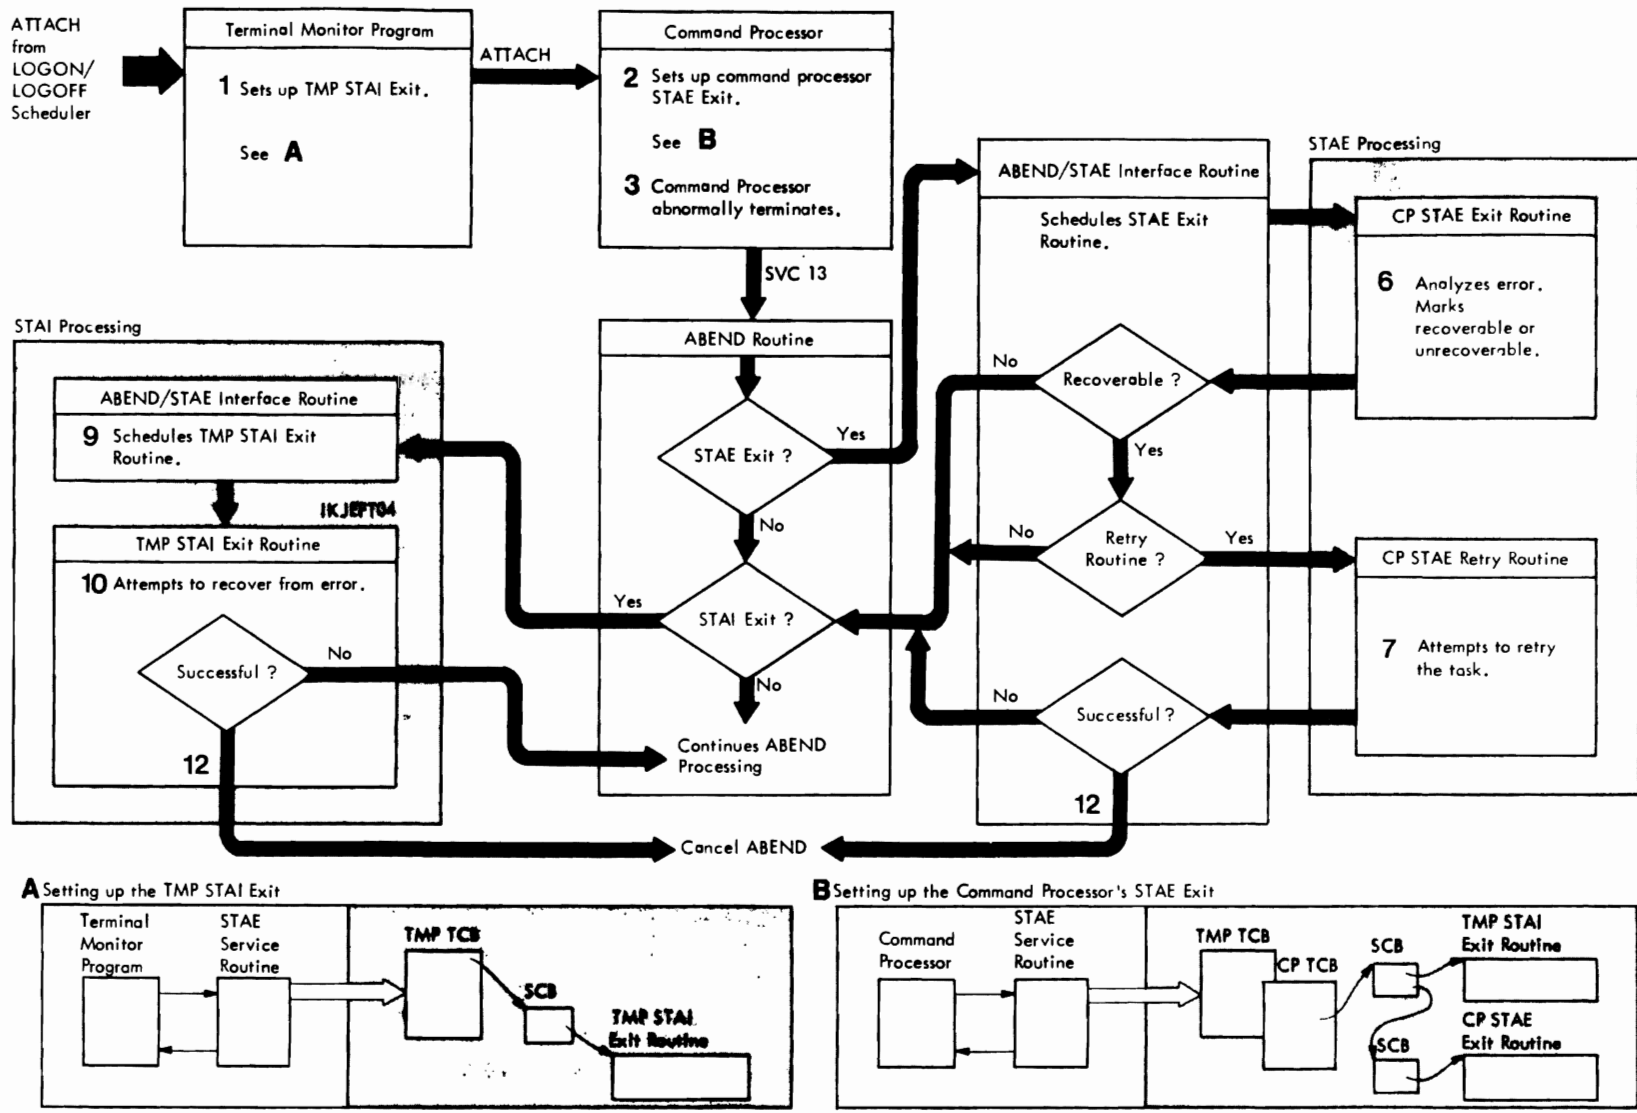 ATTACH
from
LOGON/
LOGOFF
Scheduler
Terminal Monitor Program
1 Sets up TMP STAI Exit.
See A
ATTACH
Command Processor
2 Sets up command processor
STAE Exit.
See B
3 Command Processor
abnormally terminates.
SVC 13
ABEND/STAE Interface Routine
Schedules STAE Exit
Routine.
Recoverable ?
No
Yes
Retry
Routine ?
No
Yes
Successful ?
No
12
STAE Processing
CP STAE Exit Routine
6 Analyzes error.
Marks
recoverable or
unrecoverable.
CP STAE Retry Routine
7 Attempts to retry
the task.
ABEND Routine
STAE Exit ?
Yes
No
STAI Exit ?
Yes
No
Continues ABEND
Processing
STAI Processing
ABEND/STAE Interface Routine
9 Schedules TMP STAI Exit
Routine.
IKJEFT04
TMP STAI Exit Routine
10 Attempts to recover from error.
Successful ?
No
12
Cancel ABEND
A Setting up the TMP STAI Exit
Terminal
Monitor
Program
STAE
Service
Routine
TMP TCB
SCB
TMP STAI
Exit Routine
B Setting up the Command Processor's STAE Exit
Command
Processor
STAE
Service
Routine
TMP TCB
CP TCB
SCB
TMP STAI
Exit Routine
SCB
CP STAE
Exit Routine